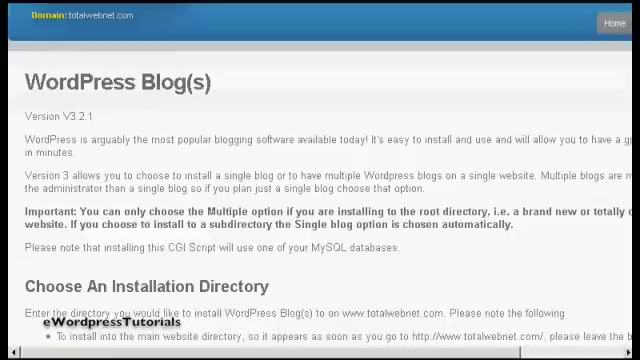 Domain: totalwebnet.com
Home
WordPress Blog(s)
Version V3.2.1
WordPress is arguably the most popular blogging software available today! It's easy to install and use and will allow you to have a
in minutes.
Version 3 allows you to choose to install a single blog or to have multiple Wordpress blogs on a single website. Multiple blogs are
the administrator than a single blog so if you plan just a single blog choose that option.
Important: You can only choose the Multiple option if you are installing to the root directory, i.e. a brand new or totally
website. If you choose to install to a subdirectory the Single blog option is chosen automatically.
Please note that installing this CGI Script will use one of your MySQL databases.
Choose An Installation Directory
Enter the directory you would like to install WordPress Blog(s) to on www.totalwebnet.com. Please note the following
eWordpressTutorials
• To install into the main website directory, so it appears as soon as you go to http://www.totalwebnet.com/, please leave the